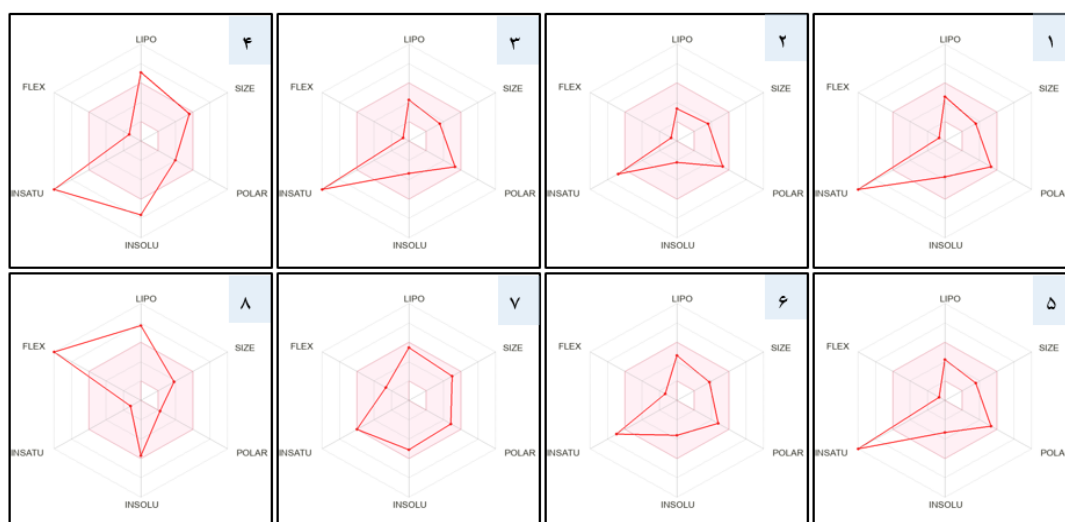 ۱
LIPO
FLEX SIZE
INSATU POLAR
INSOLU
۲
LIPO
FLEX SIZE
INSATU POLAR
INSOLU
۳
LIPO
FLEX SIZE
INSATU POLAR
INSOLU
۴
LIPO
FLEX SIZE
INSATU POLAR
INSOLU
۵
LIPO
FLEX SIZE
INSATU POLA
INSOLU
۶
LIPO
FLEX SIZE
INSATU POLAR
INSOLU
۷
LIPO
FLEX SIZE
INSATU POLAR
INSOLU
۸
LIPO
FLEX SIZE
INSATU POLAR
INSOLU